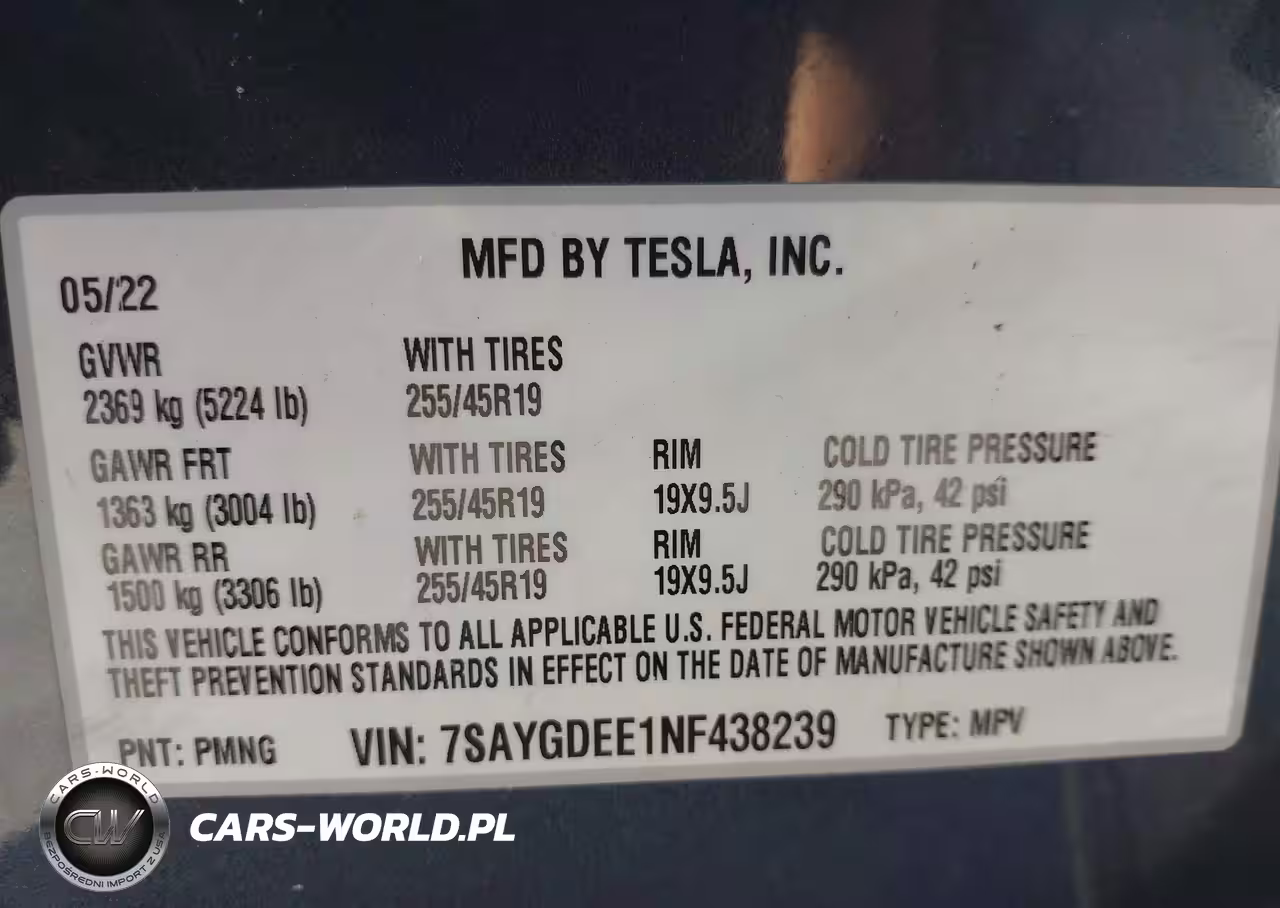 MFD BY TESLA, INC.
05/22
GVWR WITH TIRES
2369 kg (5224 lb) 255/45R19
GAWR FRT WITH TIRES RIM COLD TIRE PRESSURE
1363 kg (3004 lb) 255/45R19 19X9.5J 290 kPa, 42 psi
GAWR RR WITH TIRES RIM COLD TIRE PRESSURE
1500 kg (3306 lb) 255/45R19 19X9.5J 290 kPa, 42 psi
THIS VEHICLE CONFORMS TO ALL APPLICABLE U.S. FEDERAL MOTOR VEHICLE SAFETY AND
THEFT PREVENTION STANDARDS IN EFFECT ON THE DATE OF MANUFACTURE SHOWN ABOVE.
PNT: PMNG VIN: 7SAYGDEE1NF438239 TYPE: MPV
CARS-WORLD
CW
BEZPOŚREDNI IMPORT Z USA
CARS-WORLD.PL